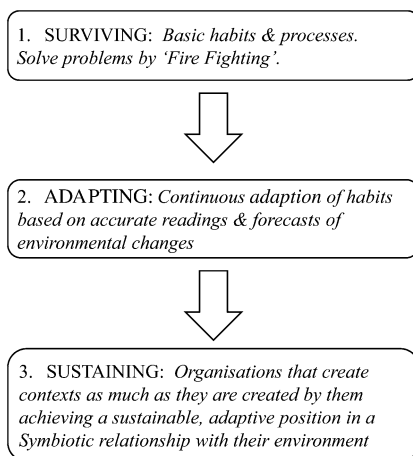 1. SURVIVING: Basic habits & processes.
Solve problems by ‘Fire Fighting’.
2. ADAPTING: Continuous adaption of habits
based on accurate readings & forecasts of
environmental changes
3. SUSTAINING: Organisations that create
contexts as much as they are created by them
achieving a sustainable, adaptive position in a
Symbiotic relationship with their environment